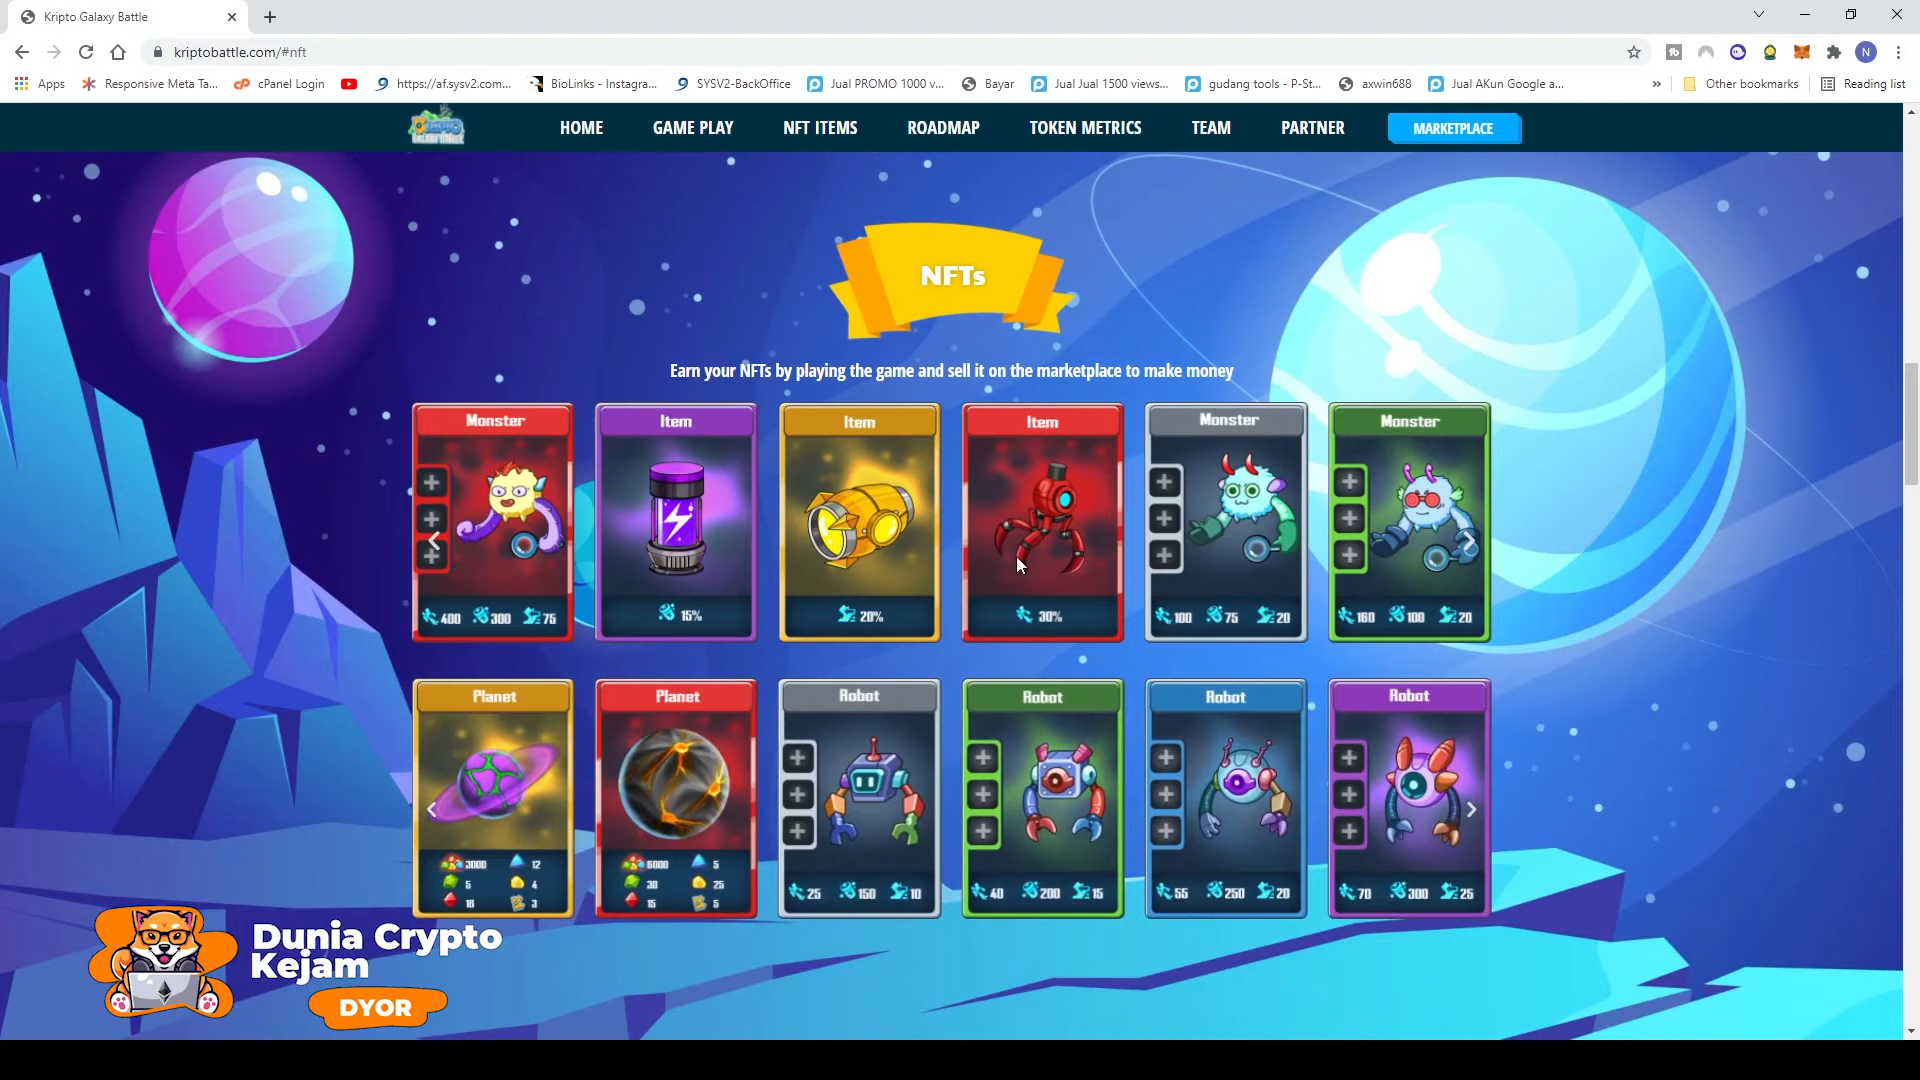 Kripto Galaxy Battle
kriptobattle.com/#nft
Apps
Responsive Meta Ta...
cPanel Login
https://af.sysv2.com...
BioLinks - Instagra...
SYSV2-BackOffice
Jual PROMO 1000 v...
Bayar
Jual Jual 1500 views...
gudang tools - P-St...
axwin688
Jual AKun Google a...
Other bookmarks
Reading list
HOME
GAME PLAY
NFT ITEMS
ROADMAP
TOKEN METRICS
TEAM
PARTNER
MARKETPLACE
NFTs
Earn your NFTs by playing the game and sell it on the marketplace to make money
Monster
Item
Item
Item
Monster
Monster
400 300 75
15%
20%
30%
100 75 20
160 100 20
Planet
Planet
Robot
Robot
Robot
Robot
3000 12
5 4
18 3
6000 5
30 25
15 5
25 150 10
40 200 15
55 250 20
70 300 25
Dunia Crypto
Kejam
DYOR